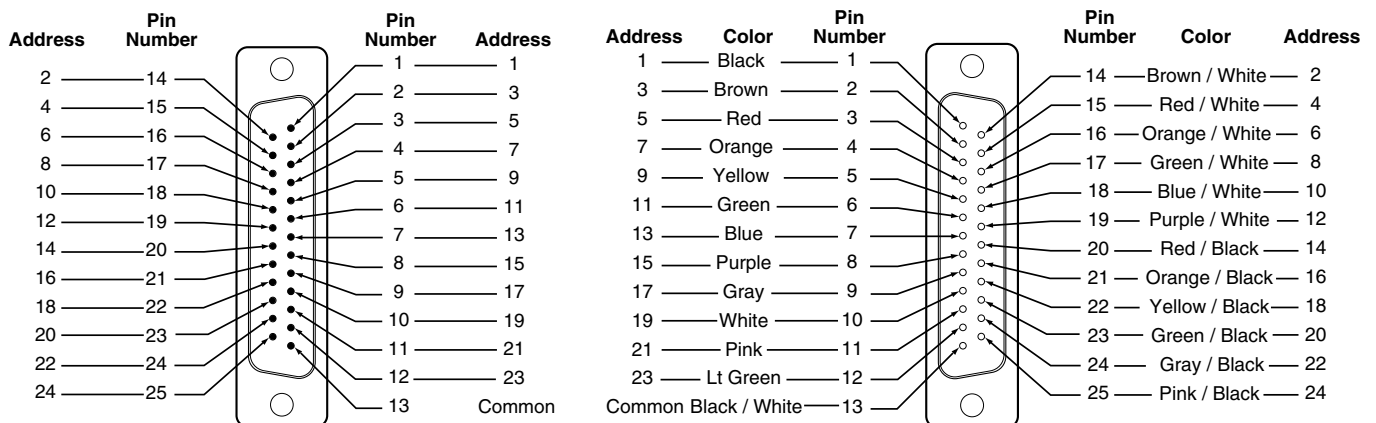 Address Pin Number Pin Number Address
1 1
2 14
2 3
4 15
3 5
6 16
4 7
8 17
5 9
10 18
6 11
12 19
7 13
14 20
8 15
16 21
9 17
18 22
10 19
20 23
11 21
22 24
12 23
24 25
13 Common
Address Color Pin Number Pin Number Color Address
1 Black 1
14 Brown / White 2
3 Brown 2
15 Red / White 4
5 Red 3
16 Orange / White 6
7 Orange 4
17 Green / White 8
9 Yellow 5
18 Blue / White 10
11 Green 6
19 Purple / White 12
13 Blue 7
20 Red / Black 14
15 Purple 8
21 Orange / Black 16
17 Gray 9
22 Yellow / Black 18
19 White 10
23 Green / Black 20
21 Pink 11
24 Gray / Black 22
23 Lt Green 12
25 Pink / Black 24
Common Black / White 13